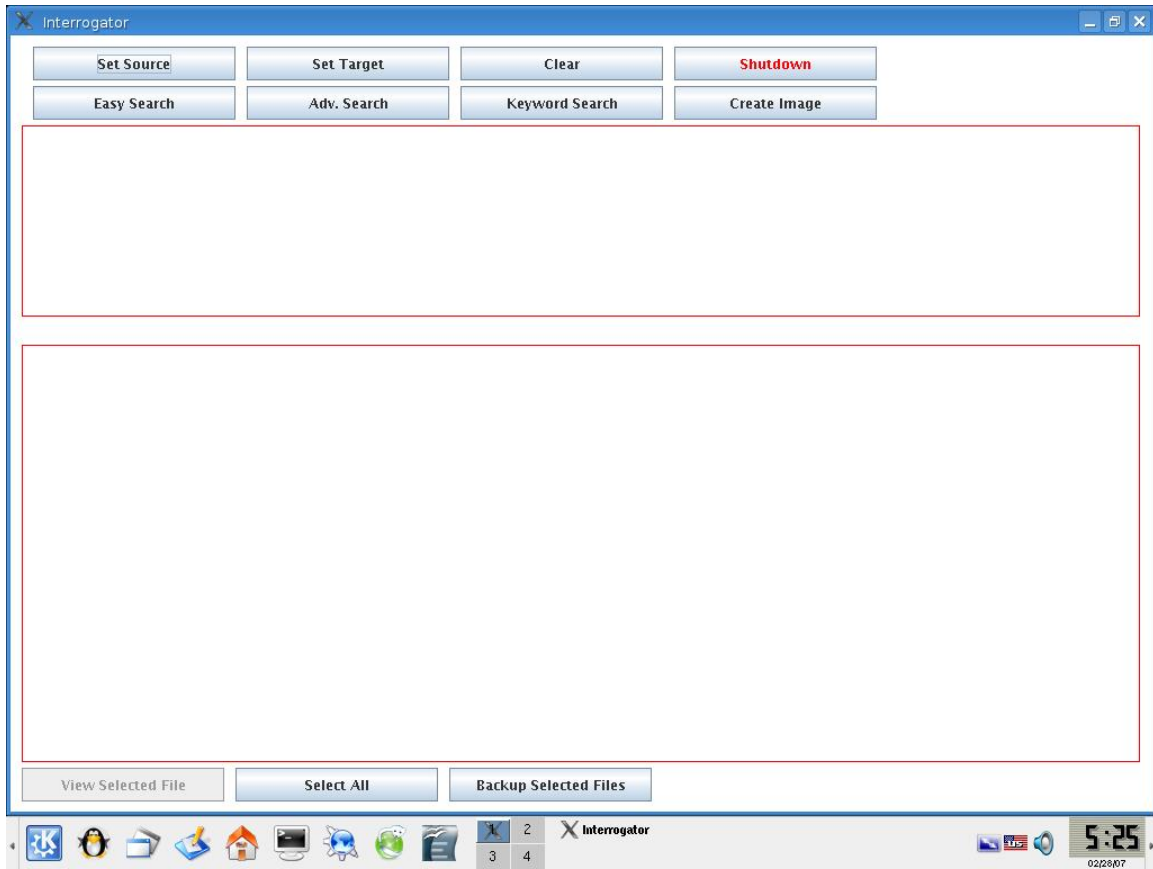 Interrogator
Set Source Set Target Clear Shutdown
Easy Search Adv. Search Keyword Search Create Image
View Selected File Select All Backup Selected Files
1 2 Interrogator
3 4
5:25
02/28/07